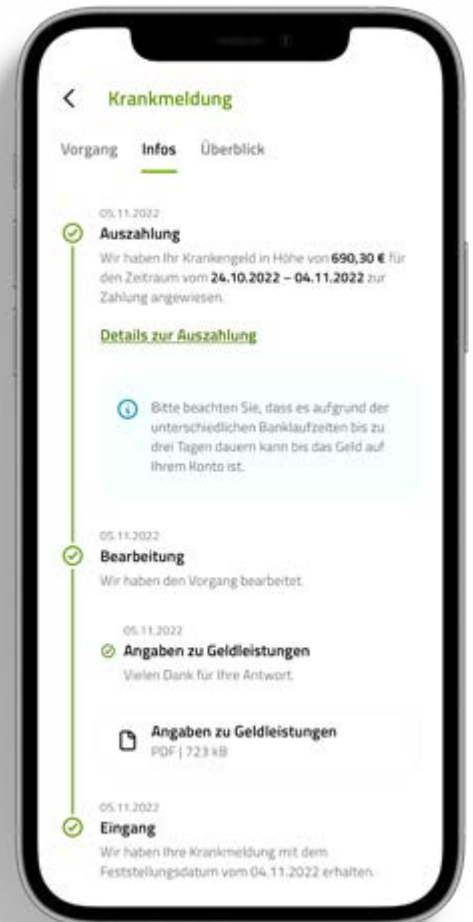 Krankmeldung
Vorgang Infos Überblick
05.11.2022
Auszahlung
Wir haben Ihr Krankengeld in Höhe von 690,30 € für
den Zeitraum vom 24.10.2022 – 04.11.2022 zur
Zahlung angewiesen.
Details zur Auszahlung
Bitte beachten Sie, dass es aufgrund der
unterschiedlichen Banklaufzeiten bis zu
drei Tagen dauern kann bis das Geld auf
Ihrem Konto ist.
05.11.2022
Bearbeitung
Wir haben den Vorgang bearbeitet.
05.11.2022
Angaben zu Geldleistungen
Vielen Dank für Ihre Antwort.
Angaben zu Geldleistungen
PDF | 723 kB
05.11.2022
Eingang
Wir haben Ihre Krankmeldung mit dem
Feststellungsdatum vom 04.11.2022 erhalten.